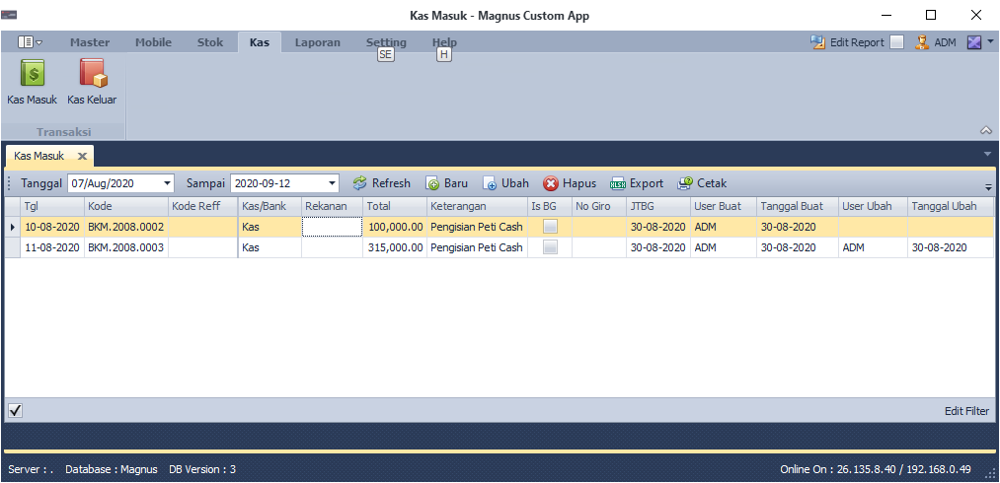 Kas Masuk - Magnus Custom App
Master Mobile Stok Kas Laporan Setting Help Edit Report ADM
SE H
Kas Masuk Kas Keluar
Transaksi
Kas Masuk
Tanggal 07/Aug/2020 Sampai 2020-09-12 Refresh Baru Ubah Hapus XLSX Export Cetak
Tgl Kode Kode Reff Kas/Bank Rekanan Total Keterangan Is BG No Giro JTBG User Buat Tanggal Buat User Ubah Tanggal Ubah
10-08-2020 BKM.2008.0002 Kas 100,000.00 Pengisian Peti Cash 30-08-2020 ADM 30-08-2020
11-08-2020 BKM.2008.0003 Kas 315,000.00 Pengisian Peti Cash 30-08-2020 ADM 30-08-2020 ADM 30-08-2020
Edit Filter
Server : . Database : Magnus DB Version : 3 Online On : 26.135.8.40 / 192.168.0.49